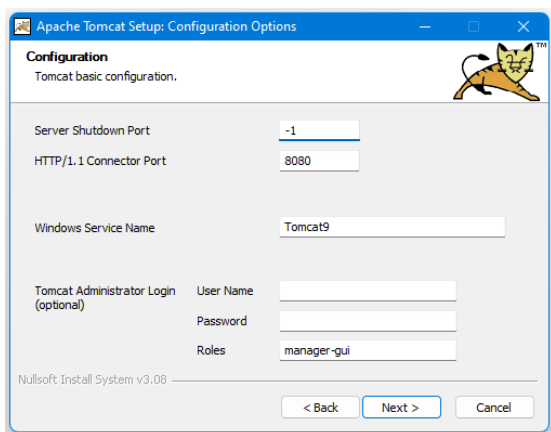 Apache Tomcat Setup: Configuration Options
Configuration
Tomcat basic configuration.
TM
Server Shutdown Port -1
HTTP/1.1 Connector Port 8080
Windows Service Name Tomcat9
Tomcat Administrator Login User Name
(optional)
Password
Roles manager-gui
Nullsoft Install System v3.08
< Back Next > Cancel